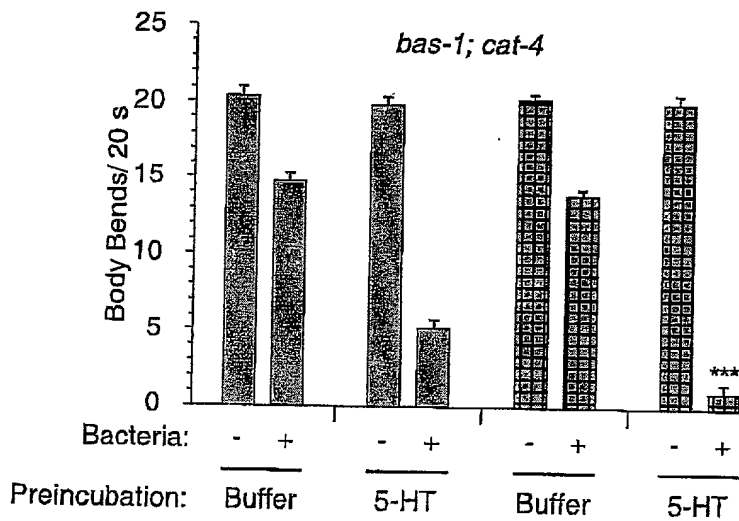 25
bas-1; cat-4
20
15
10
5
0
Body Bends/ 20 s
***
Bacteria: - + - + - + - +
Preincubation: Buffer 5-HT Buffer 5-HT